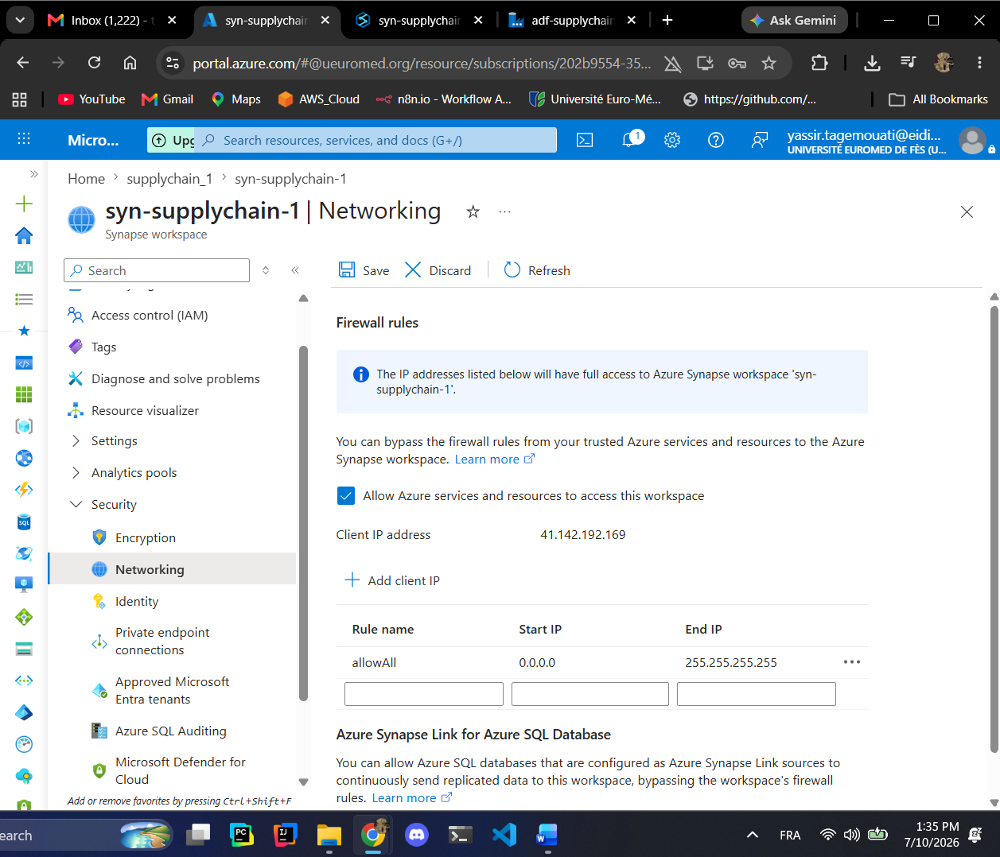 Inbox (1,222) - t
syn-supplychain
syn-supplychain
adf-supplychain
Ask Gemini
portal.azure.com/#@ueuromed.org/resource/subscriptions/202b9554-35...
YouTube
Gmail
Maps
AWS_Cloud
n8n.io - Workflow A...
Université Euro-Mé...
https://github.com/...
All Bookmarks
Micro...
Upg
Search resources, services, and docs (G+/)
1
yassir.tagemouati@eidi...
UNIVERSITÉ EUROMED DE FÈS (U...
Home
supplychain_1
syn-supplychain-1
syn-supplychain-1 | Networking
Synapse workspace
Search
Save
Discard
Refresh
Access control (IAM)
Tags
Diagnose and solve problems
Resource visualizer
Settings
Analytics pools
Security
Encryption
Networking
Identity
Private endpoint
connections
Approved Microsoft
Entra tenants
Azure SQL Auditing
Microsoft Defender for
Cloud
Add or remove favorites by pressing Ctrl+Shift+F
Firewall rules
The IP addresses listed below will have full access to Azure Synapse workspace 'syn-
supplychain-1'.
You can bypass the firewall rules from your trusted Azure services and resources to the Azure
Synapse workspace. Learn more
Allow Azure services and resources to access this workspace
Client IP address 41.142.192.169
Add client IP
Rule name Start IP End IP
allowAll 0.0.0.0 255.255.255.255
Azure Synapse Link for Azure SQL Database
You can allow Azure SQL databases that are configured as Azure Synapse Link sources to
continuously send replicated data to this workspace, bypassing the workspace's firewall
rules. Learn more
earch
FRA
1:35 PM
7/10/2026